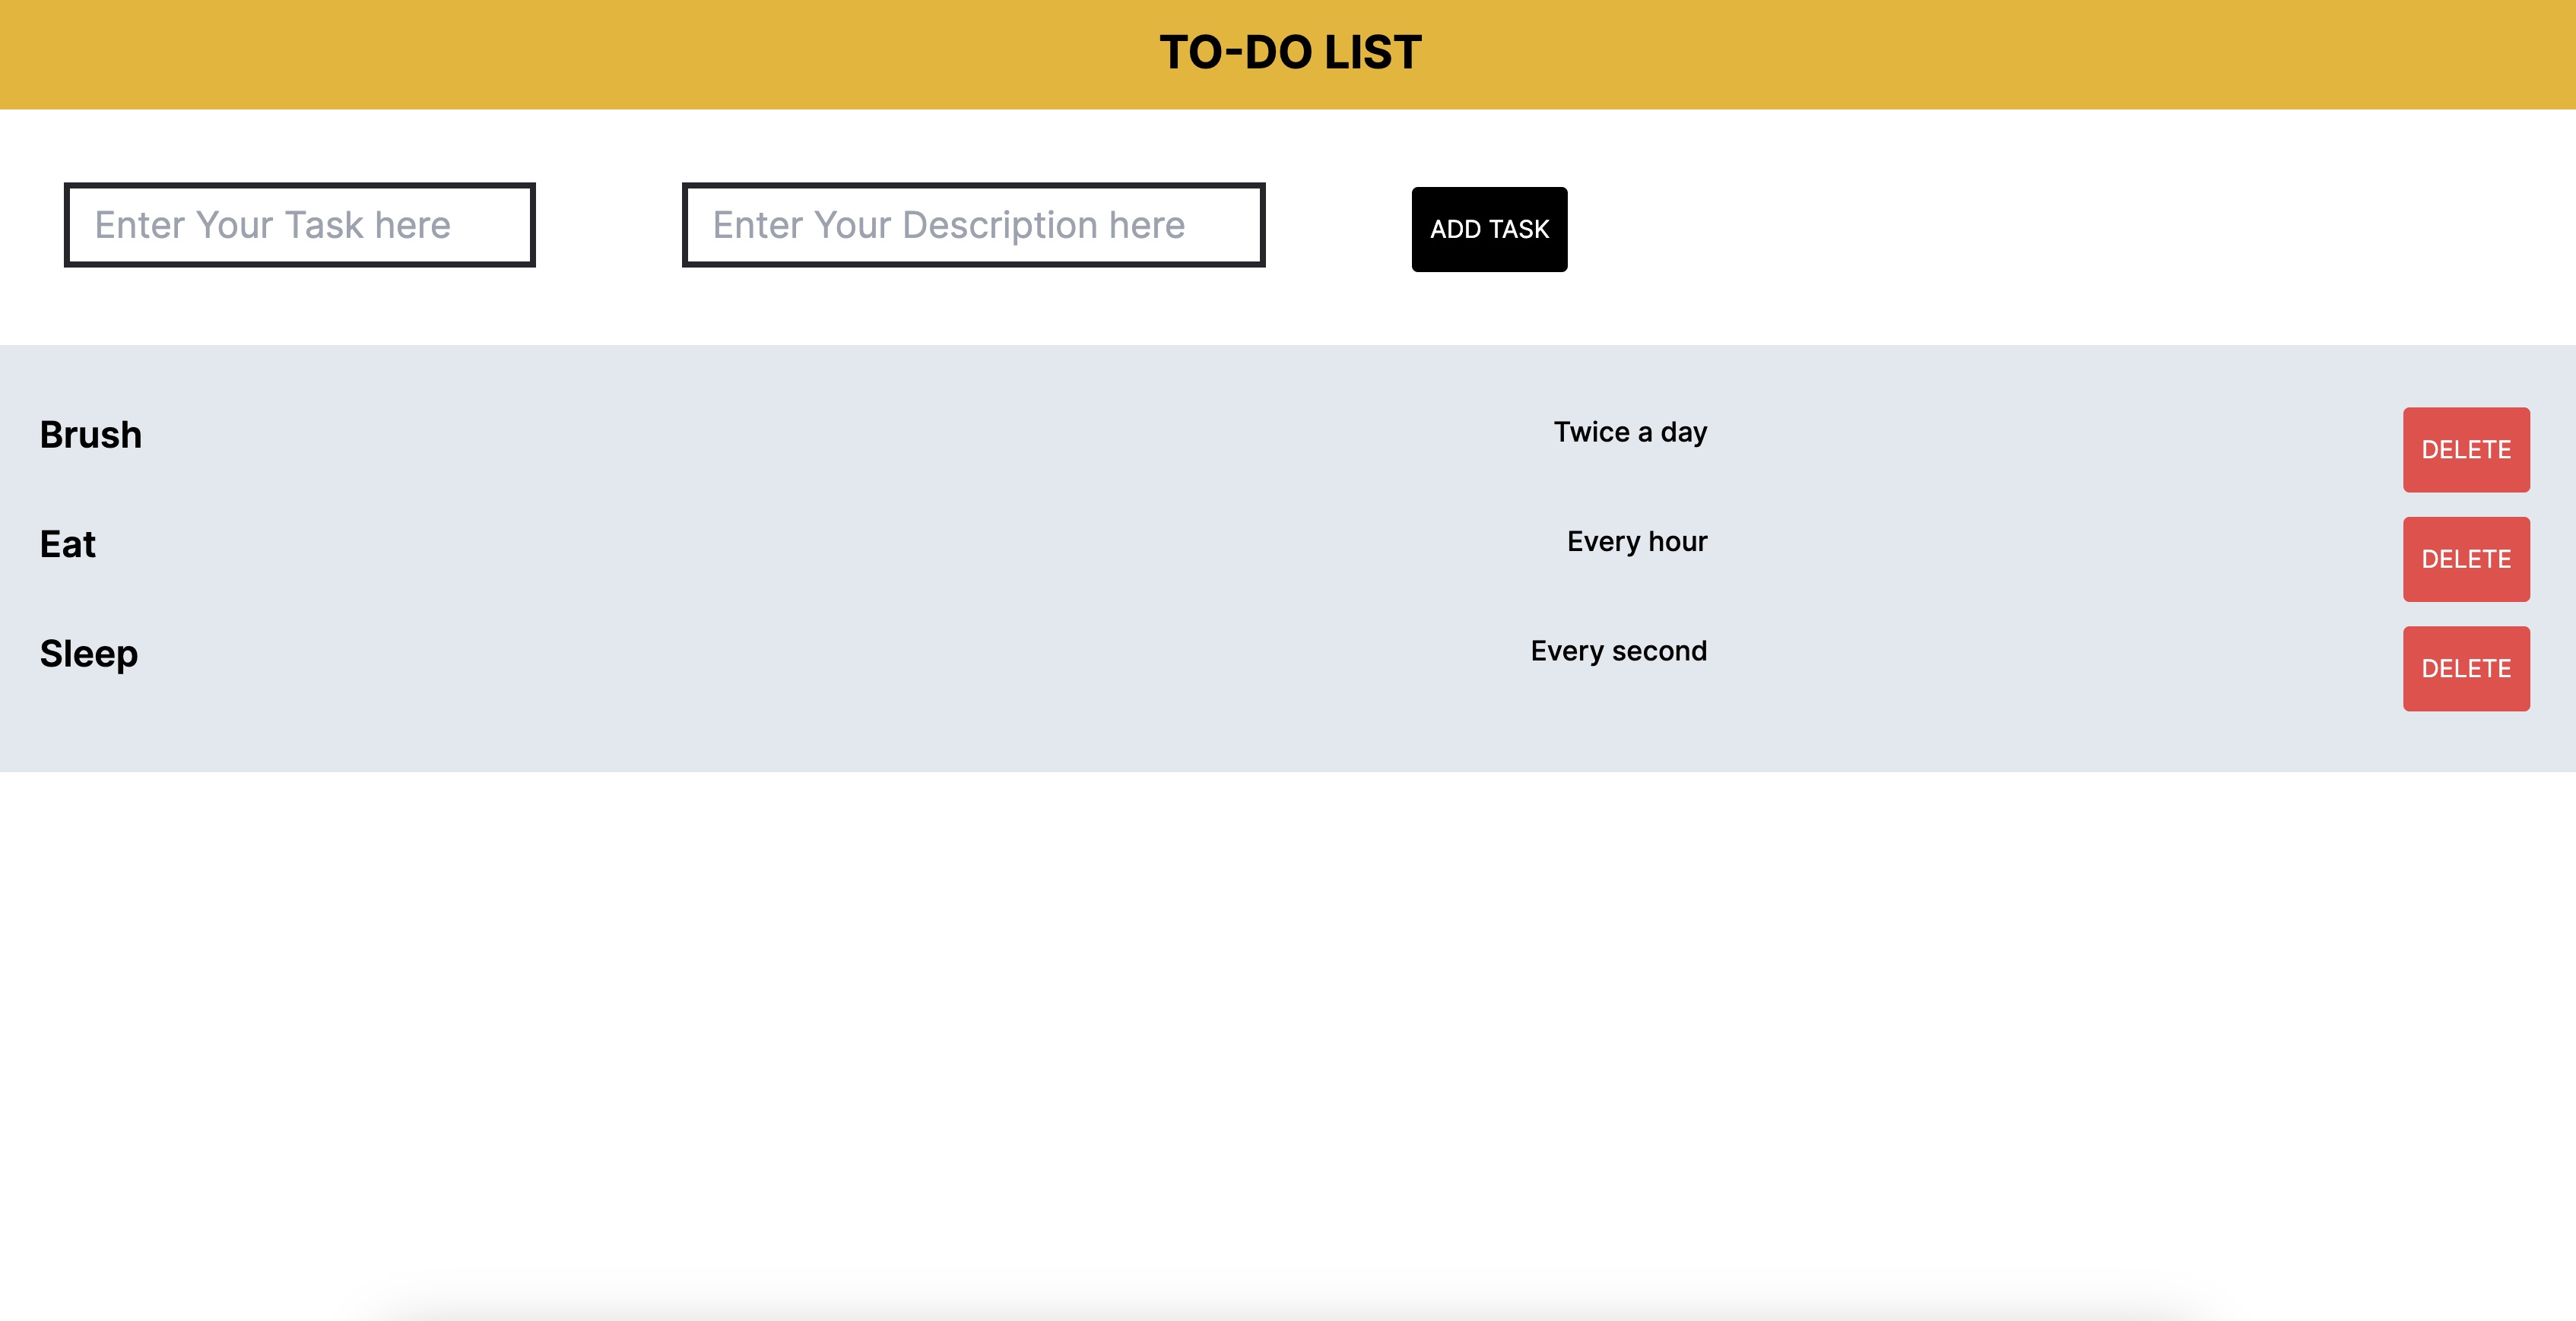 TO-DO LIST
Enter Your Task here
Enter Your Description here
ADD TASK
Brush
Twice a day
DELETE
Eat
Every hour
DELETE
Sleep
Every second
DELETE